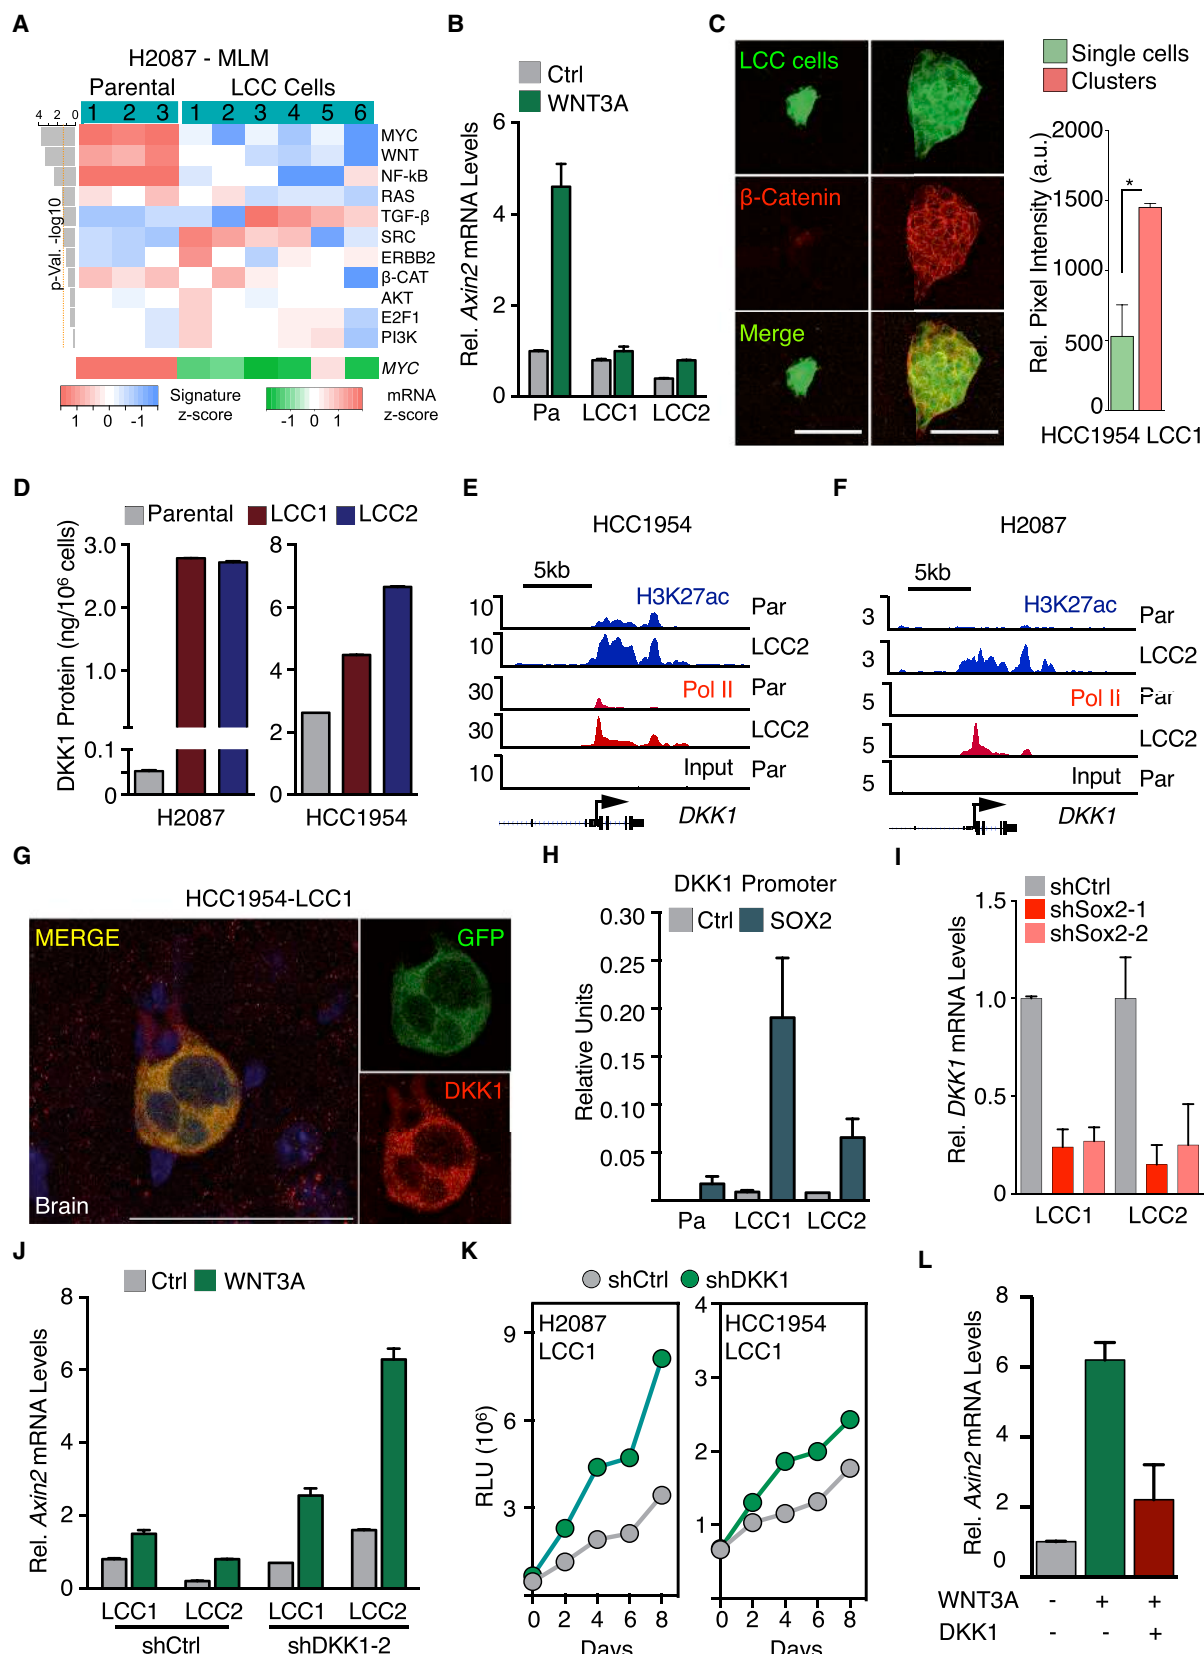 A
H2087 - MLM
Parental LCC Cells
1 2 3 1 2 3 4 5 6
4 2 0
p-Val. -log10
MYC
WNT
NF-kB
RAS
TGF-β
SRC
ERBB2
β-CAT
AKT
E2F1
PI3K
MYC
Signature z-score
1 0 -1
mRNA z-score
-1 0 1
B
Ctrl
WNT3A
Rel. Axin2 mRNA Levels
6
4
2
0
Pa LCC1 LCC2
C
LCC cells
β-Catenin
Merge
Single cells
Clusters
Rel. Pixel Intensity (a.u.)
2000
1500
1000
500
0
*
HCC1954 LCC1
D
Parental LCC1 LCC2
DKK1 Protein (ng/10⁶ cells)
3.0
1.0
0.1
0
H2087
8
6
4
2
0
HCC1954
E
HCC1954
5kb
10 H3K27ac Par
10 LCC2
30 Pol II Par
30 LCC2
10 Input Par
DKK1
F
H2087
5kb
3 H3K27ac Par
3 LCC2
5 Pol Ii Par
5 LCC2
5 Input Par
DKK1
G
HCC1954-LCC1
MERGE
Brain
GFP
DKK1
H
DKK1 Promoter
Ctrl SOX2
Relative Units
0.30
0.25
0.20
0.15
0.10
0.05
Pa LCC1 LCC2
I
shCtrl
shSox2-1
shSox2-2
Rel. DKK1 mRNA Levels
1.5
1.0
0.5
0
LCC1 LCC2
J
Ctrl WNT3A
Rel. Axin2 mRNA Levels
8
6
4
2
0
LCC1 LCC2 LCC1 LCC2
shCtrl shDKK1-2
K
shCtrl shDKK1
RLU (10⁶)
H2087
LCC1
9
6
3
0 2 4 6 8
Days
HCC1954
LCC1
4
3
2
1
0 2 4 6 8
Days
L
Rel. Axin2 mRNA Levels
8
6
4
2
0
WNT3A - + +
DKK1 - - +